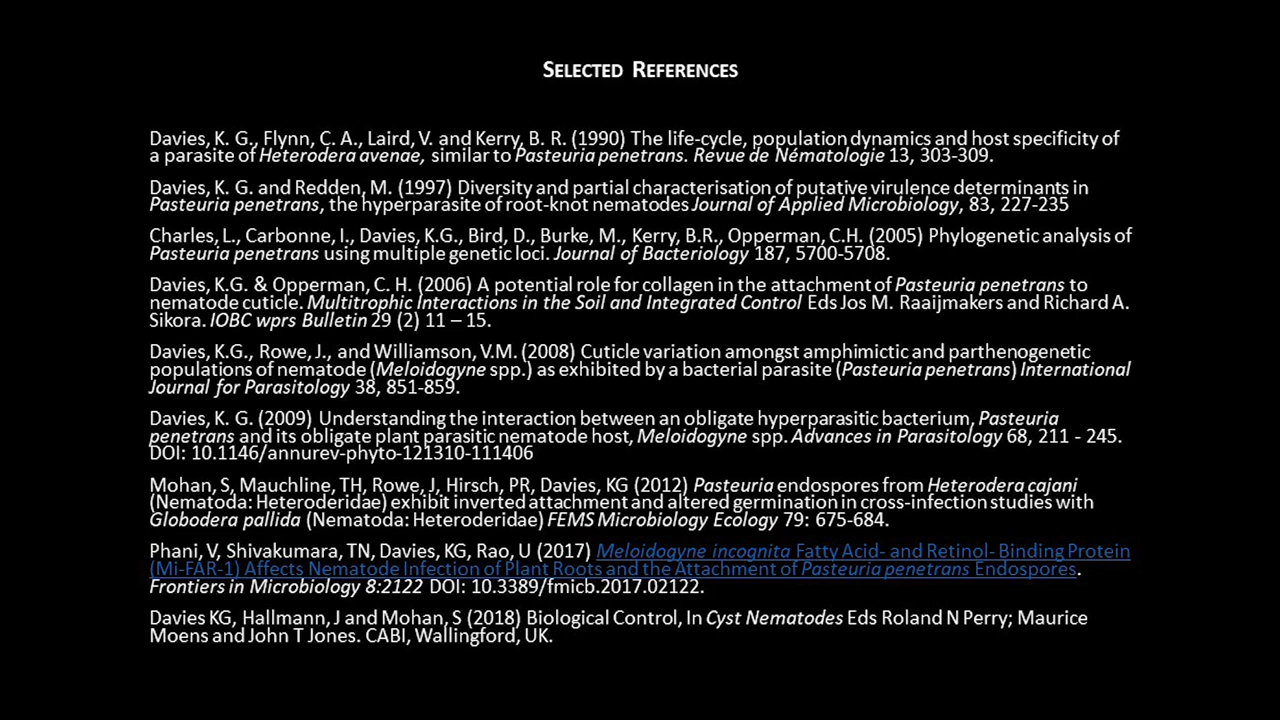 SELECTED REFERENCES
Davies, K. G., Flynn, C. A., Laird, V. and Kerry, B. R. (1990) The life-cycle, population dynamics and host specificity of
a parasite of Heterodera avenae, similar to Pasteuria penetrans. Revue de Nématologie 13, 303-309.
Davies, K. G. and Redden, M. (1997) Diversity and partial characterisation of putative virulence determinants in
Pasteuria penetrans, the hyperparasite of root-knot nematodes Journal of Applied Microbiology, 83, 227-235
Charles, L., Carbonne, I., Davies, K.G., Bird, D., Burke, M., Kerry, B.R., Opperman, C.H. (2005) Phylogenetic analysis of
Pasteuria penetrans using multiple genetic loci. Journal of Bacteriology 187, 5700-5708.
Davies, K.G. & Opperman, C. H. (2006) A potential role for collagen in the attachment of Pasteuria penetrans to
nematode cuticle. Multitrophic Interactions in the Soil and Integrated Control Eds Jos M. Raaijmakers and Richard A.
Sikora. IOBC wprs Bulletin 29 (2) 11 – 15.
Davies, K.G., Rowe, J., and Williamson, V.M. (2008) Cuticle variation amongst amphimictic and parthenogenetic
populations of nematode (Meloidogyne spp.) as exhibited by a bacterial parasite (Pasteuria penetrans) International
Journal for Parasitology 38, 851-859.
Davies, K. G. (2009) Understanding the interaction between an obligate hyperparasitic bacterium, Pasteuria
penetrans and its obligate plant parasitic nematode host, Meloidogyne spp. Advances in Parasitology 68, 211 - 245.
DOI: 10.1146/annurev-phyto-121310-111406
Mohan, S, Mauchline, TH, Rowe, J, Hirsch, PR, Davies, KG (2012) Pasteuria endospores from Heterodera cajani
(Nematoda: Heteroderidae) exhibit inverted attachment and altered germination in cross-infection studies with
Globodera pallida (Nematoda: Heteroderidae) FEMS Microbiology Ecology 79: 675-684.
Phani, V, Shivakumara, TN, Davies, KG, Rao, U (2017) Meloidogyne incognita Fatty Acid- and Retinol- Binding Protein
(Mi-FAR-1) Affects Nematode Infection of Plant Roots and the Attachment of Pasteuria penetrans Endospores.
Frontiers in Microbiology 8:2122 DOI: 10.3389/fmicb.2017.02122.
Davies KG, Hallmann, J and Mohan, S (2018) Biological Control, In Cyst Nematodes Eds Roland N Perry; Maurice
Moens and John T Jones. CABI, Wallingford, UK.